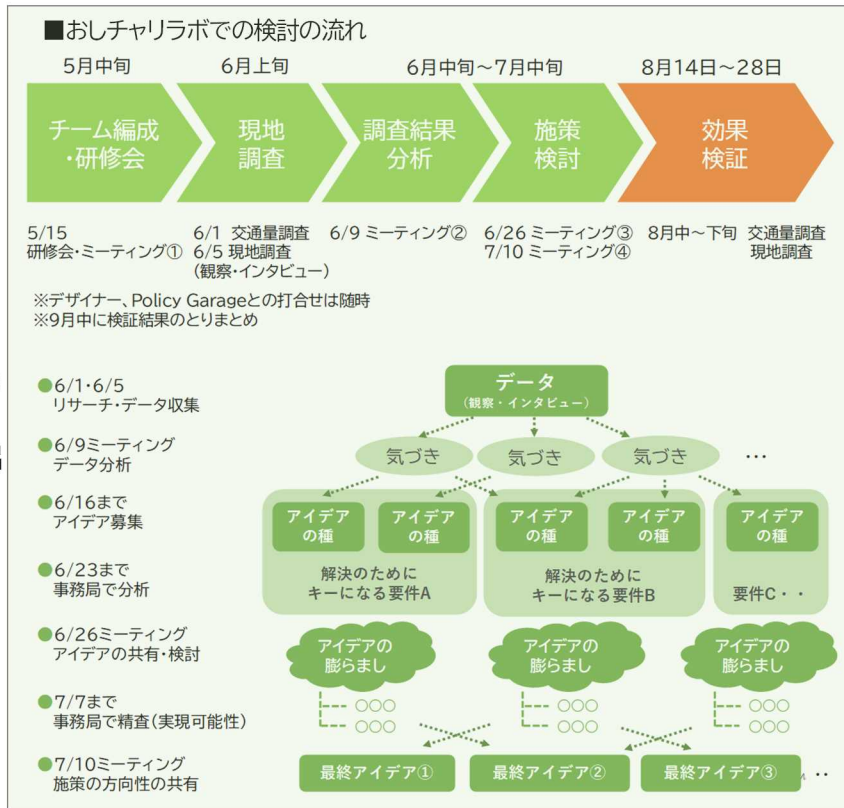 ■おしチャリラボでの検討の流れ
5月中旬
6月上旬
6月中旬～7月中旬
8月14日～28日
チーム編成
・研修会
現地
調査
調査結果
分析
施策
検討
効果
検証
5/15
研修会・ミーティング①
6/1 交通量調査
6/5 現地調査
(観察・インタビュー)
6/9 ミーティング②
6/26 ミーティング③
7/10 ミーティング④
8月中～下旬 交通量調査
現地調査
※デザイナー、Policy Garageとの打合せは随時
※9月中に検証結果のとりまとめ
●6/1・6/5
リサーチ・データ収集
データ
(観察・インタビュー)
●6/9ミーティング
データ分析
気づき
気づき
気づき
…
●6/16まで
アイデア募集
アイデア
の種
アイデア
の種
アイデア
の種
アイデア
の種
アイデア
の種
●6/23まで
事務局で分析
解決のために
キーになる要件A
解決のために
キーになる要件B
要件C・・
●6/26ミーティング
アイデアの共有・検討
アイデアの
膨らまし
アイデアの
膨らまし
アイデアの
膨らまし
●7/7まで
事務局で精査(実現可能性)
○○○
○○○
○○○
○○○
○○○
○○○
●7/10ミーティング
施策の方向性の共有
最終アイデア①
最終アイデア②
最終アイデア③
・・